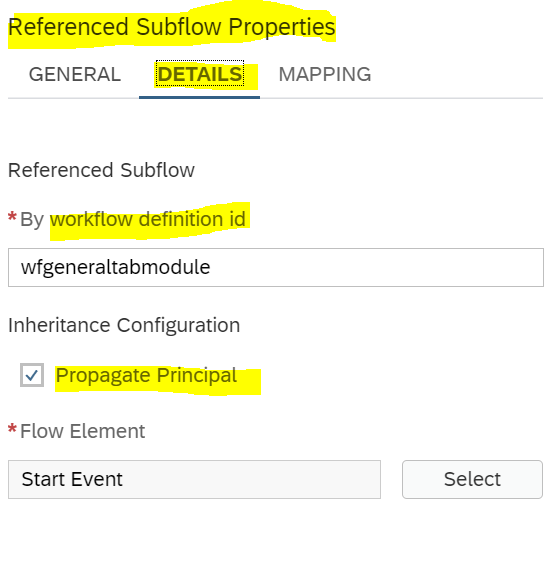 Referenced Subflow Properties
GENERAL DETAILS MAPPING
Referenced Subflow
*By workflow definition id
wfgeneraltabmodule
Inheritance Configuration
Propagate Principal
*Flow Element
Start Event Select